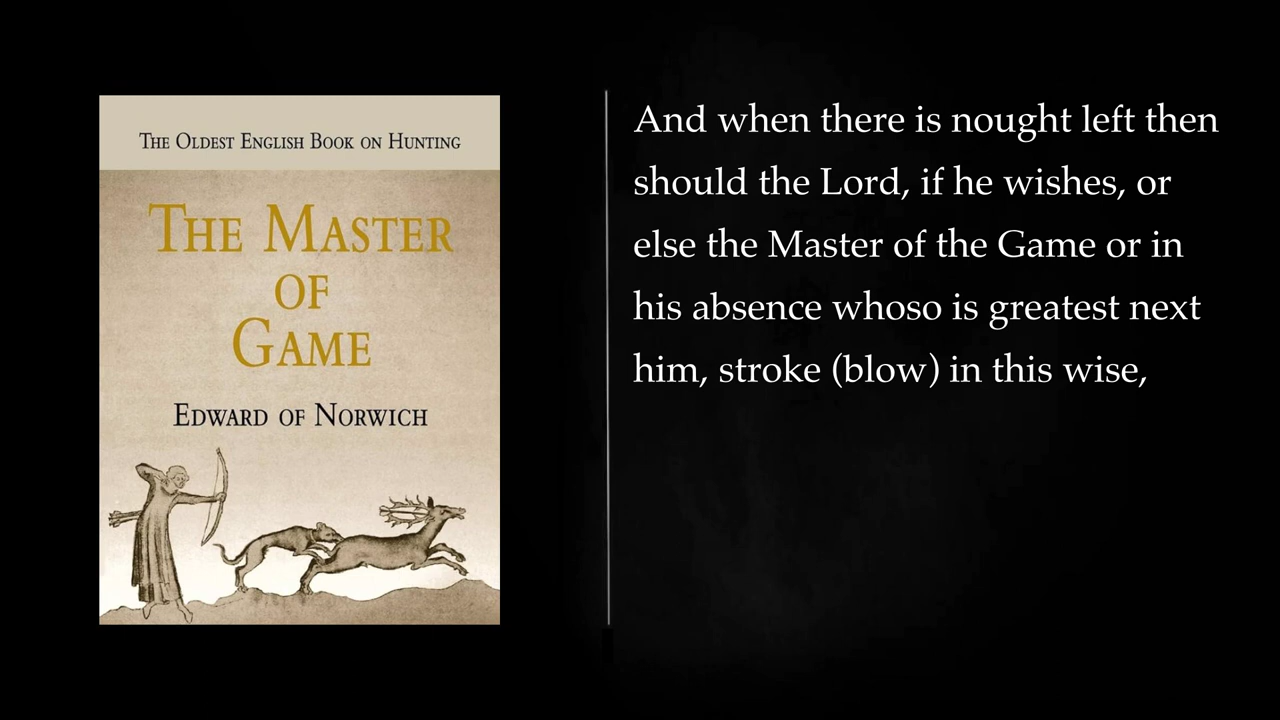 The Oldest English Book on Hunting
The Master
of
Game
Edward of Norwich
And when there is nought left then
should the Lord, if he wishes, or
else the Master of the Game or in
his absence whoso is greatest next
him, stroke (blow) in this wise,